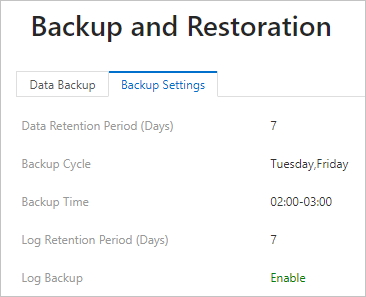 Backup and Restoration
Data Backup Backup Settings
Data Retention Period (Days) 7
Backup Cycle Tuesday,Friday
Backup Time 02:00-03:00
Log Retention Period (Days) 7
Log Backup Enable